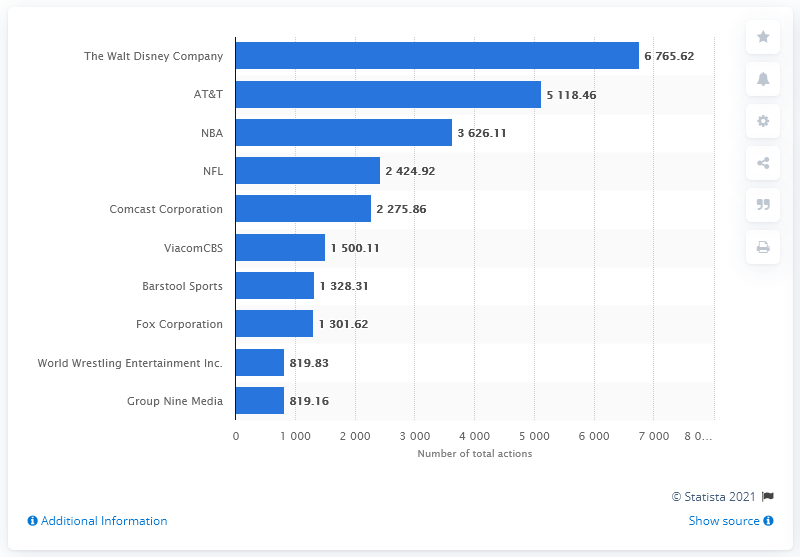 The Walt Disney Company 6 765.62
AT&T 5 118.46
NBA 3 626.11
NFL 2 424.92
Comcast Corporation 2 275.86
ViacomCBS 1 500.11
Barstool Sports 1 328.31
Fox Corporation 1 301.62
World Wrestling Entertainment Inc. 819.83
Group Nine Media 819.16
0 1 000 2 000 3 000 4 000 5 000 6 000 7 000 8 0...
Number of total actions
© Statista 2021
Additional Information Show source